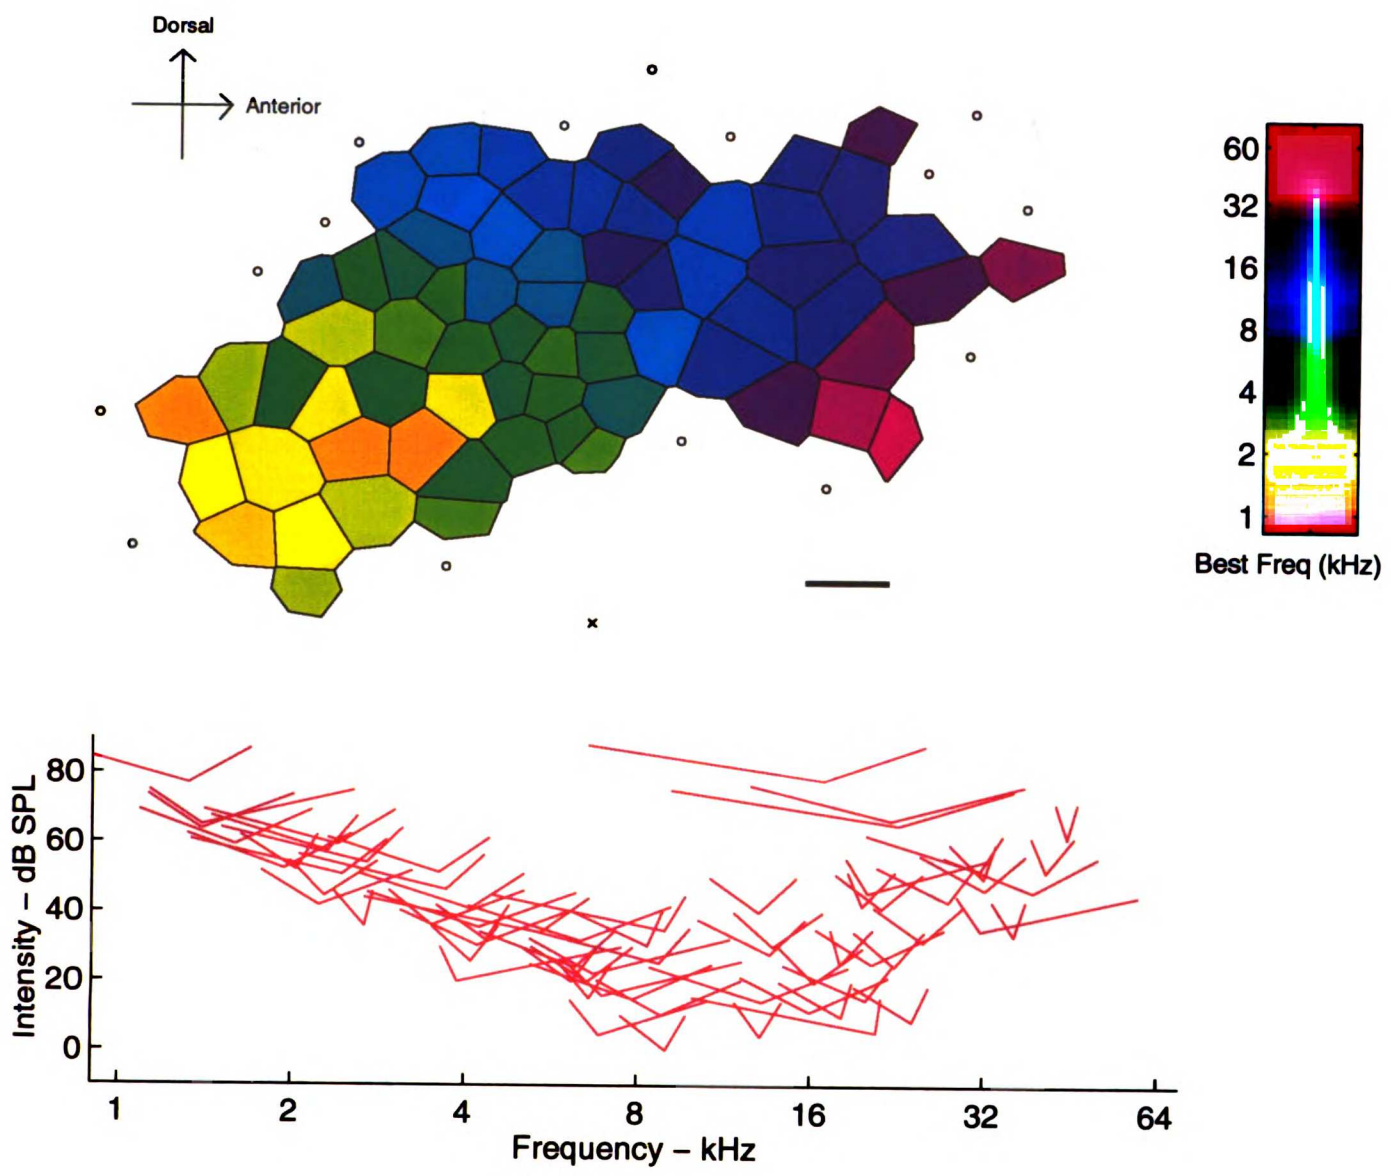 Dorsal
Anterior
60
32
16
8
4
2
1
Best Freq (kHz)
x
Intensity – dB SPL
80
60
40
20
0
1 2 4 8 16 32 64
Frequency – kHz